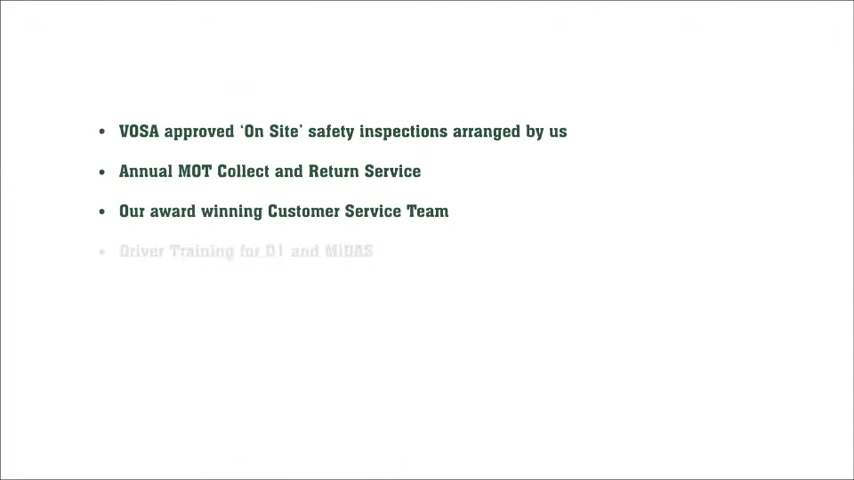 • VOSA approved ‘On Site’ safety inspections arranged by us
• Annual MOT Collect and Return Service
• Our award winning Customer Service Team
• Driver Training for D1 and MiDAS